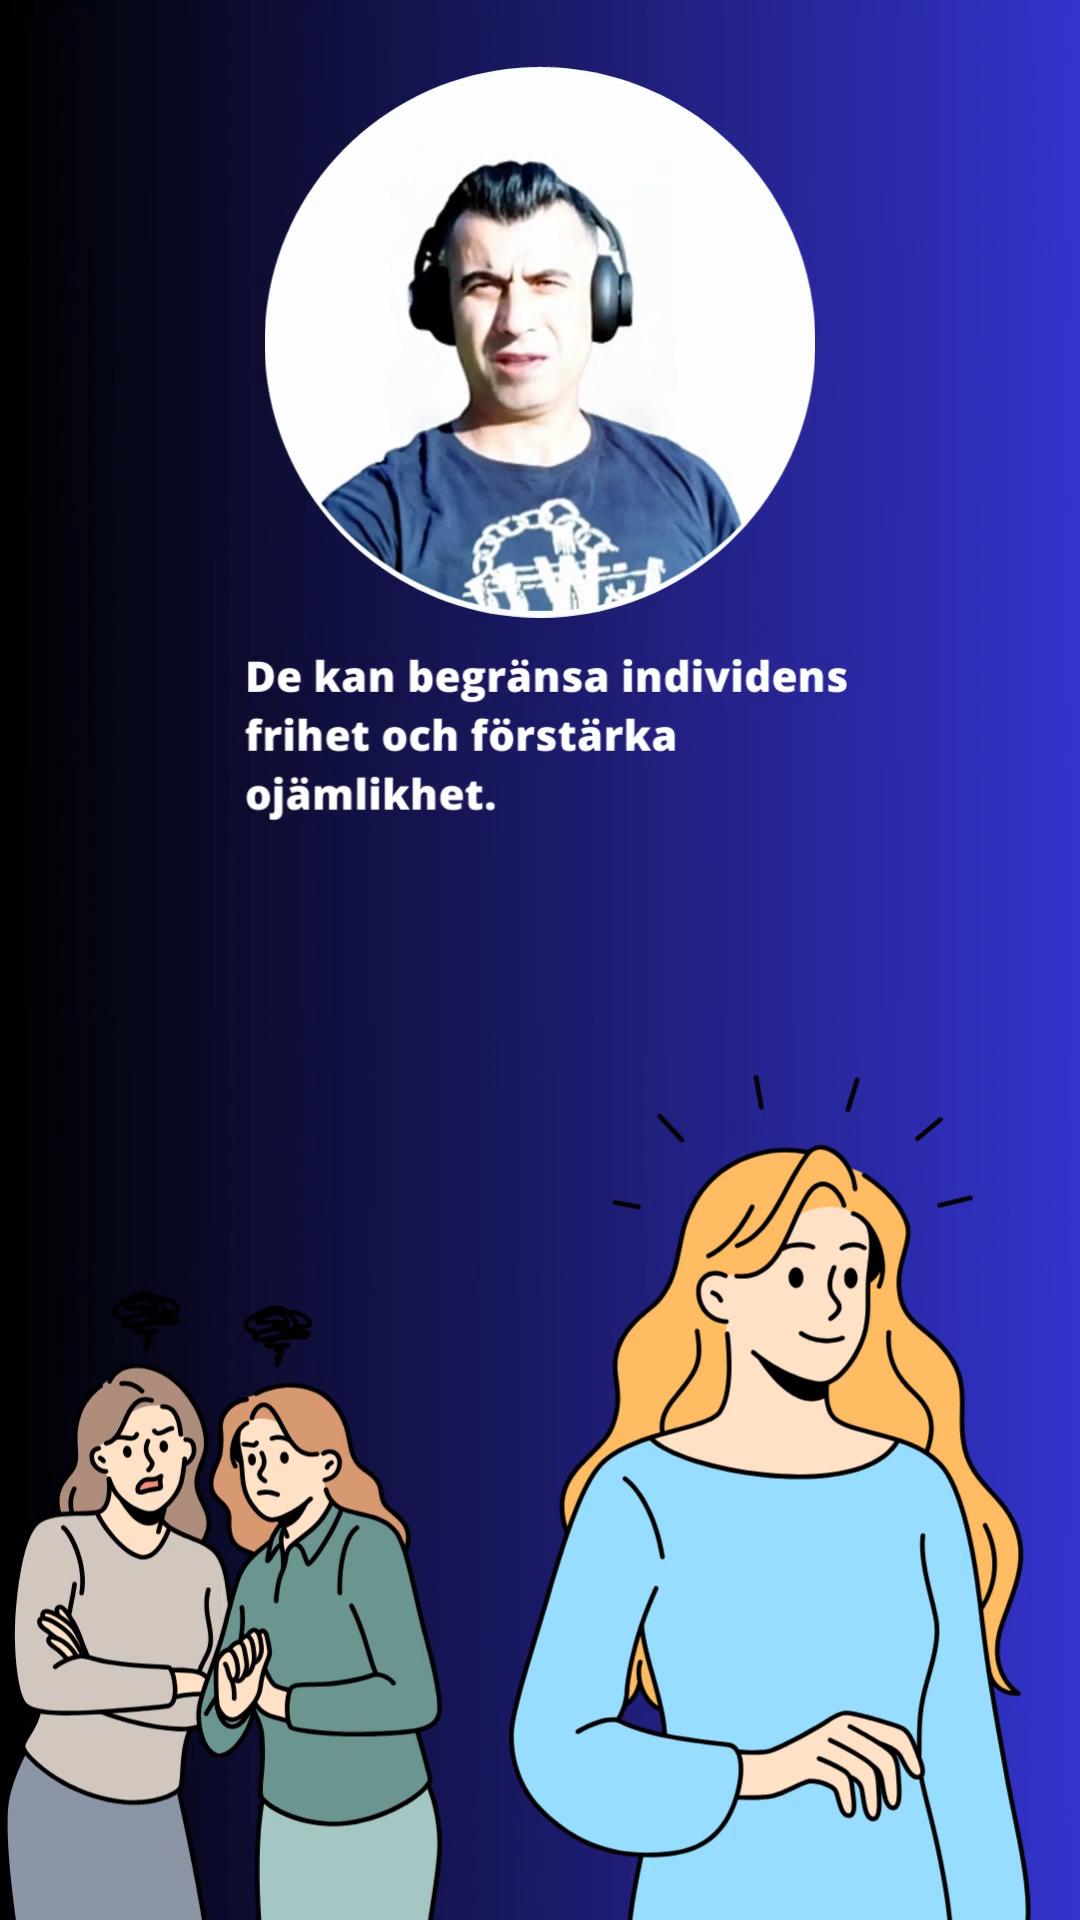 De kan begränsa individens
frihet och förstärka
ojämlikhet.